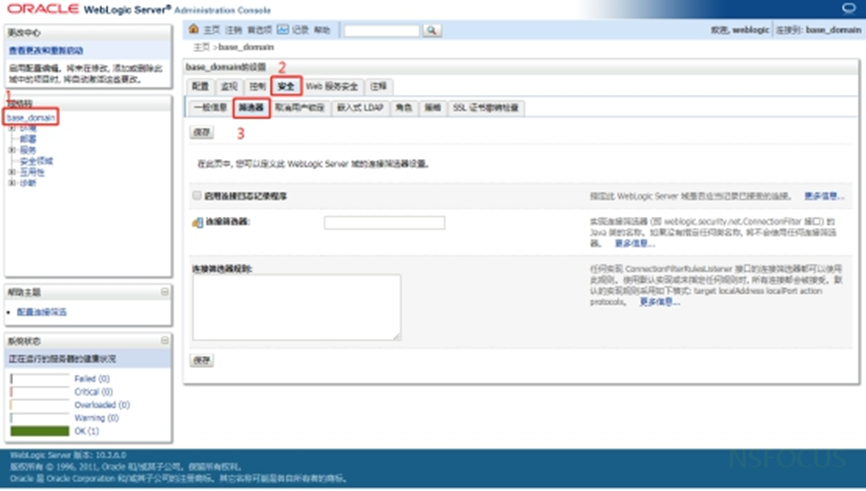 ORACLE WebLogic Server® Administration Console
更改中心
查看更改和重新启动
启用配置编辑。将来在修改, 添加或删除此
域中的项目时, 将自动激活这些更改。
1
base_domain
环境
部署
服务
安全领域
互用性
诊断
帮助主题
配置连接筛选
系统状态
正在运行的服务器的健康状况
Failed (0)
Critical (0)
Overloaded (0)
Warning (0)
OK (1)
主页 注销 首选项 记录 帮助
欢迎, weblogic 连接到: base_domain
主页 >base_domain
base_domain的设置
2
配置 监视 控制 安全 Web 服务安全 注释
一般信息 筛选器 取消用户锁定 嵌入式 LDAP 角色 策略 SSL 证书撤销检查
保存
3
在此页中, 您可以定义此 WebLogic Server 域的连接筛选器设置。
启用连接日志记录程序
指定此 WebLogic Server 域是否应当记录已接受的连接。 更多信息...
连接筛选器:
实现连接筛选器 (即 weblogic.security.net.ConnectionFilter 接口) 的
Java 类的名称。如果没有指定任何类名称, 将不会使用任何连接筛选
器。 更多信息...
连接筛选器规则:
任何实现 ConnectionFilterRulesListener 接口的连接筛选器都可以使用
此规则。使用默认实现或未指定任何规则时, 所有连接都会被接受。默
认的实现规则采用如下格式: target localAddress localPort action
protocols。 更多信息...
保存
WebLogic Server 版本: 10.3.6.0
版权所有 © 1996, 2011, Oracle 和/或其子公司。保留所有权利。
Oracle 是 Oracle Corporation 和/或其子公司的注册商标。其它名称可能是各自所有者的商标。
NSFOCUS